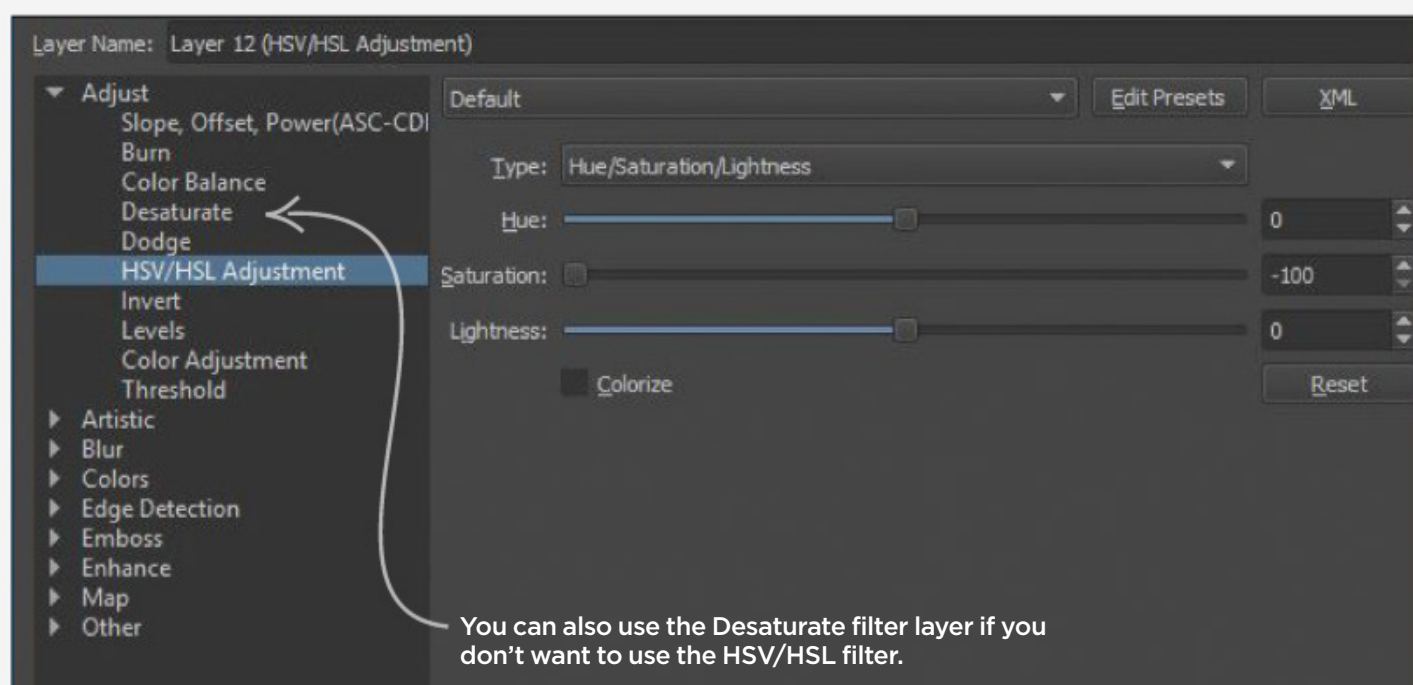 Layer Name: Layer 12 (HSV/HSL Adjustment)
Adjust
Slope, Offset, Power(ASC-CDI
Burn
Color Balance
Desaturate
Dodge
HSV/HSL Adjustment
Invert
Levels
Color Adjustment
Threshold
Artistic
Blur
Colors
Edge Detection
Emboss
Enhance
Map
Other
Default Edit Presets XML
Type: Hue/Saturation/Lightness
Hue: 0
Saturation: -100
Lightness: 0
Colorize Reset
You can also use the Desaturate filter layer if you
don’t want to use the HSV/HSL filter.